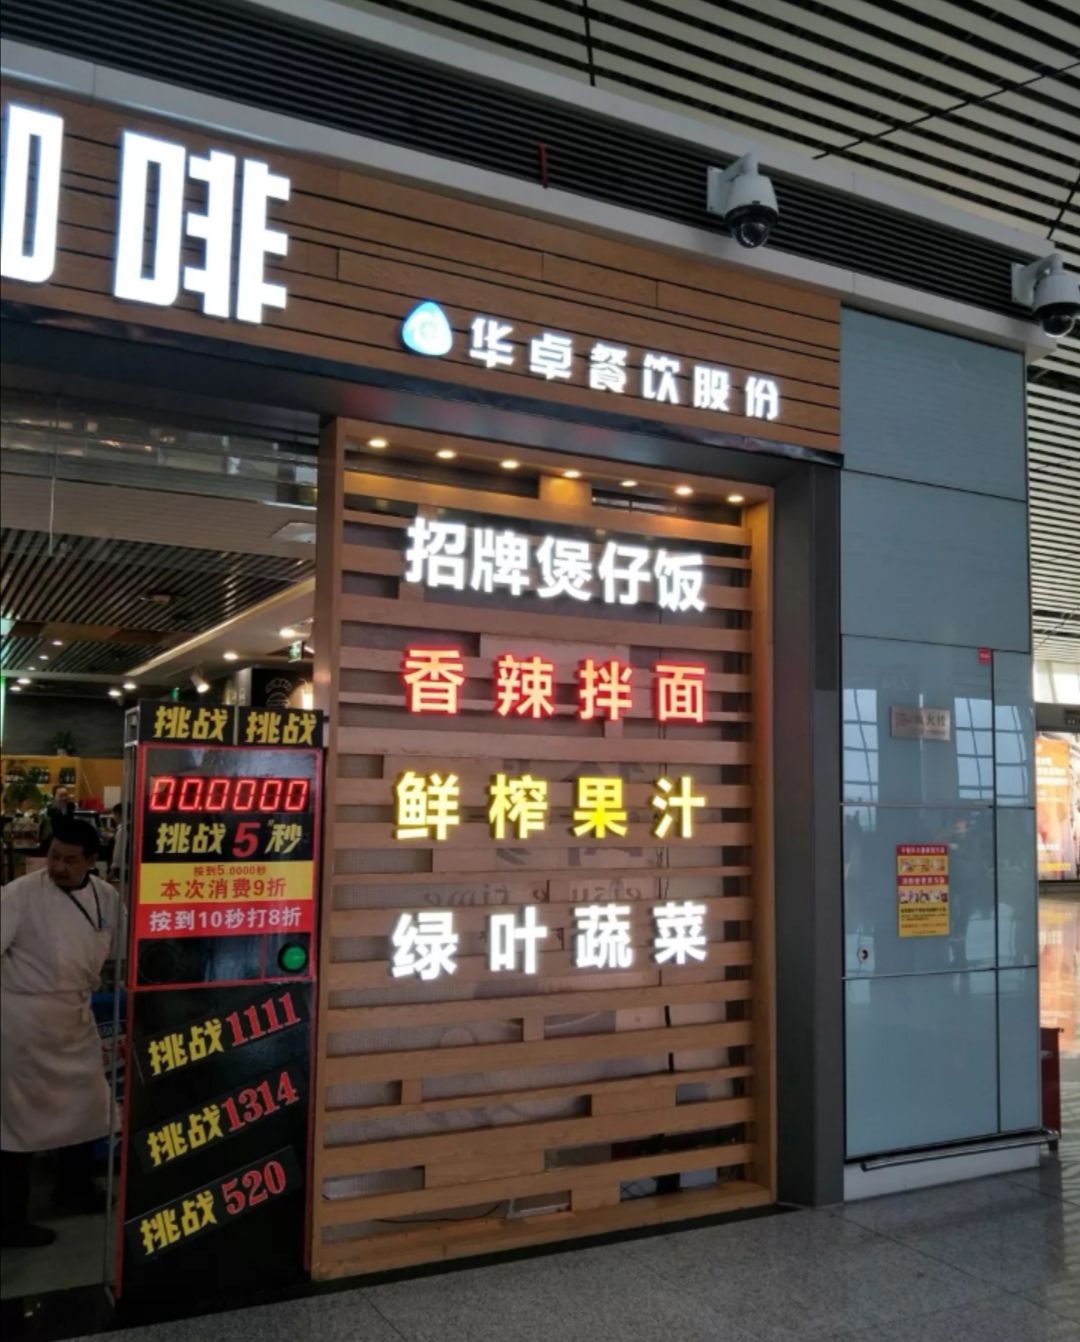 咖啡
华卓餐饮股份
招牌煲仔饭
香辣拌面
鲜榨果汁
绿叶蔬菜
挑战 挑战
00.0000
挑战5秒
按到5.0000秒
本次消费9折
按到10秒打8折
挑战1111
挑战1314
挑战520